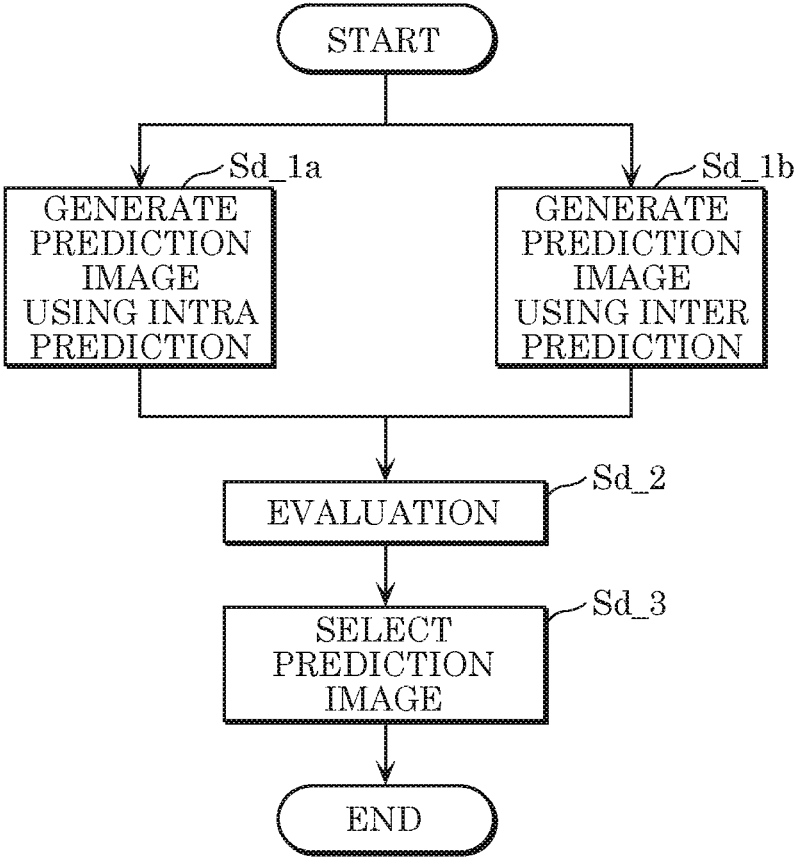 START
Sd_1a
GENERATE
PREDICTION
IMAGE
USING INTRA
PREDICTION
Sd_1b
GENERATE
PREDICTION
IMAGE
USING INTER
PREDICTION
Sd_2
EVALUATION
Sd_3
SELECT
PREDICTION
IMAGE
END